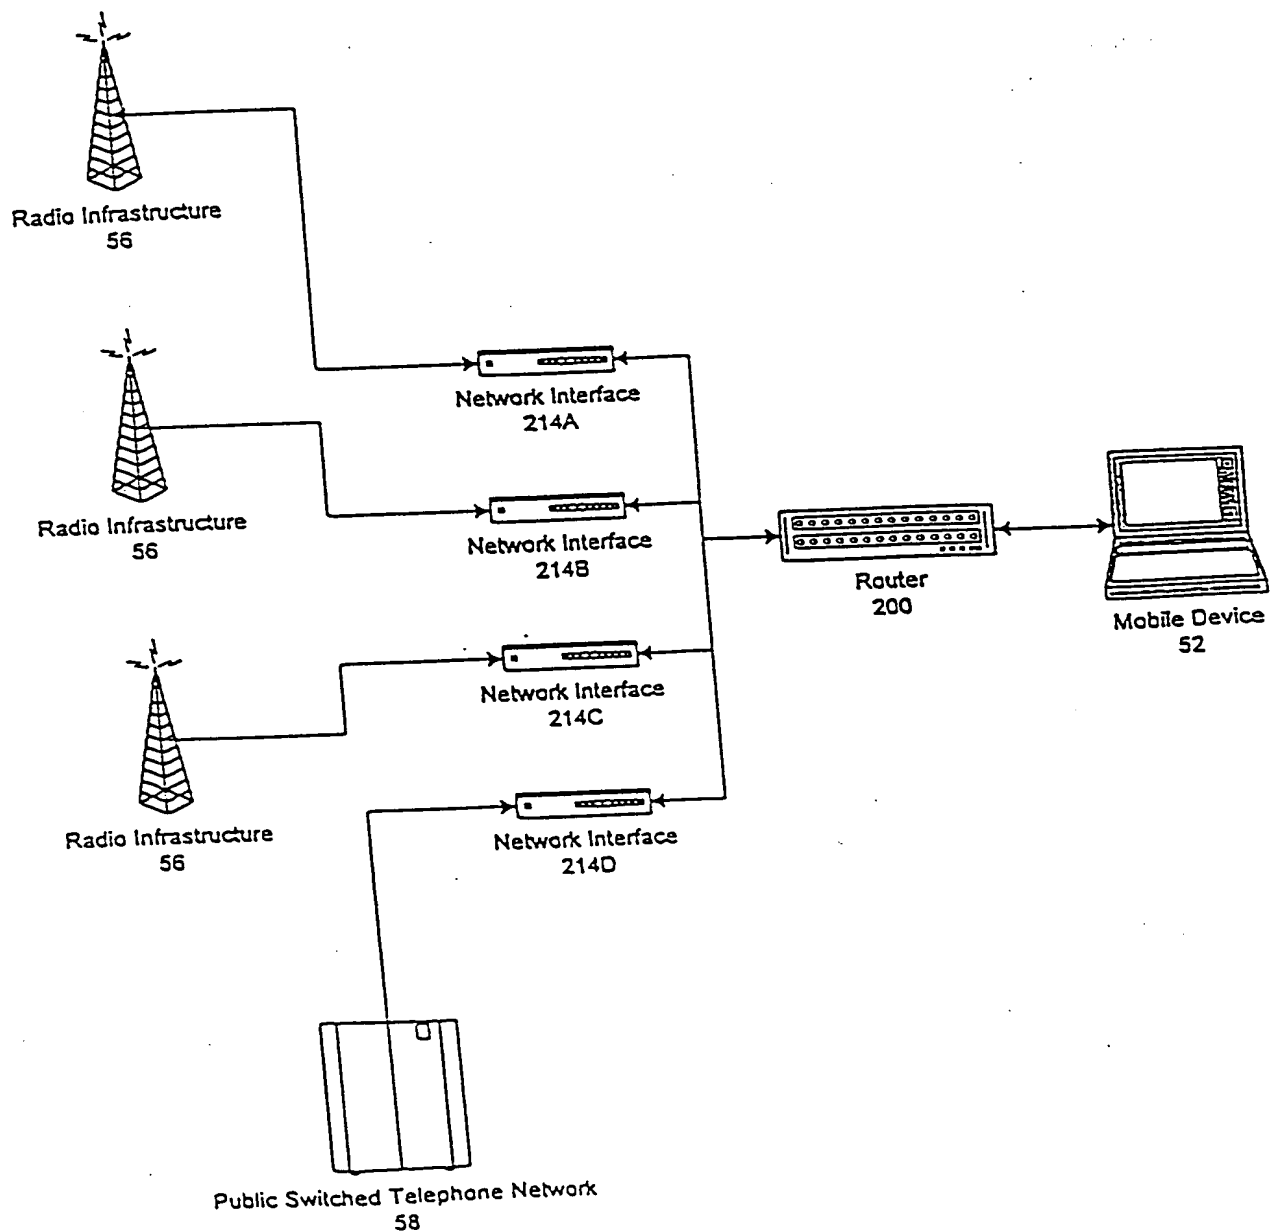 Radio Infrastructure
56
Radio Infrastructure
56
Radio Infrastructure
56
Network Interface
214A
Network Interface
214B
Network Interface
214C
Network Interface
214D
Router
200
Mobile Device
52
Public Switched Telephone Network
58